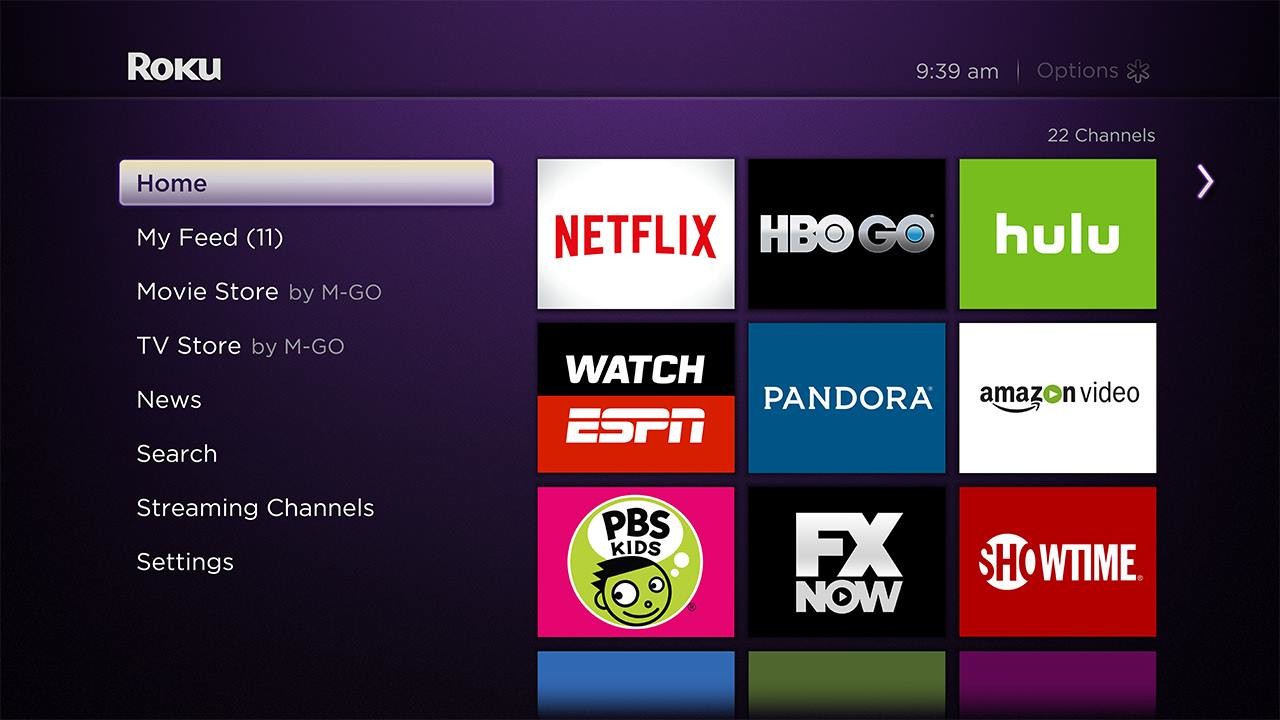 Roku
9:39 am | Options
22 Channels
Home
My Feed (11)
Movie Store by M-GO
TV Store by M-GO
News
Search
Streaming Channels
Settings
NETFLIX
HBO GO
hulu
WATCH
ESPN
PANDORA
amazon video
PBS
KIDS
FX
NOW
SHOWTIME